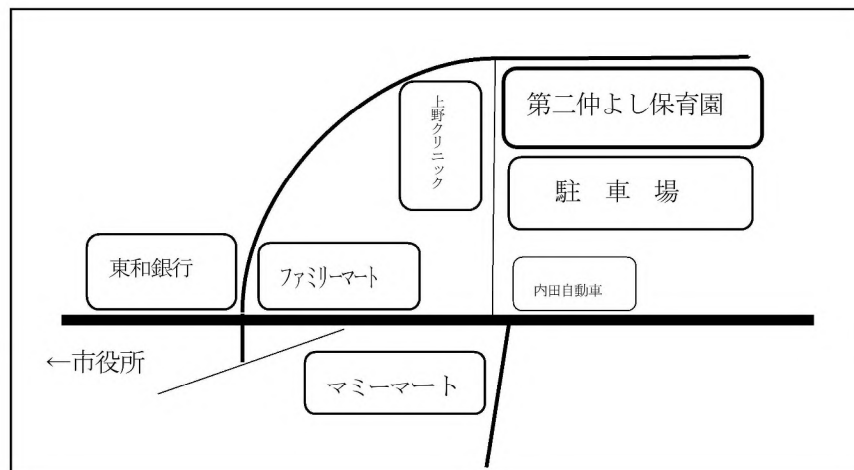 上野クリニック
第二仲よし保育園
駐　車　場
東和銀行
ファミリーマート
内田自動車
←市役所
マミーマート